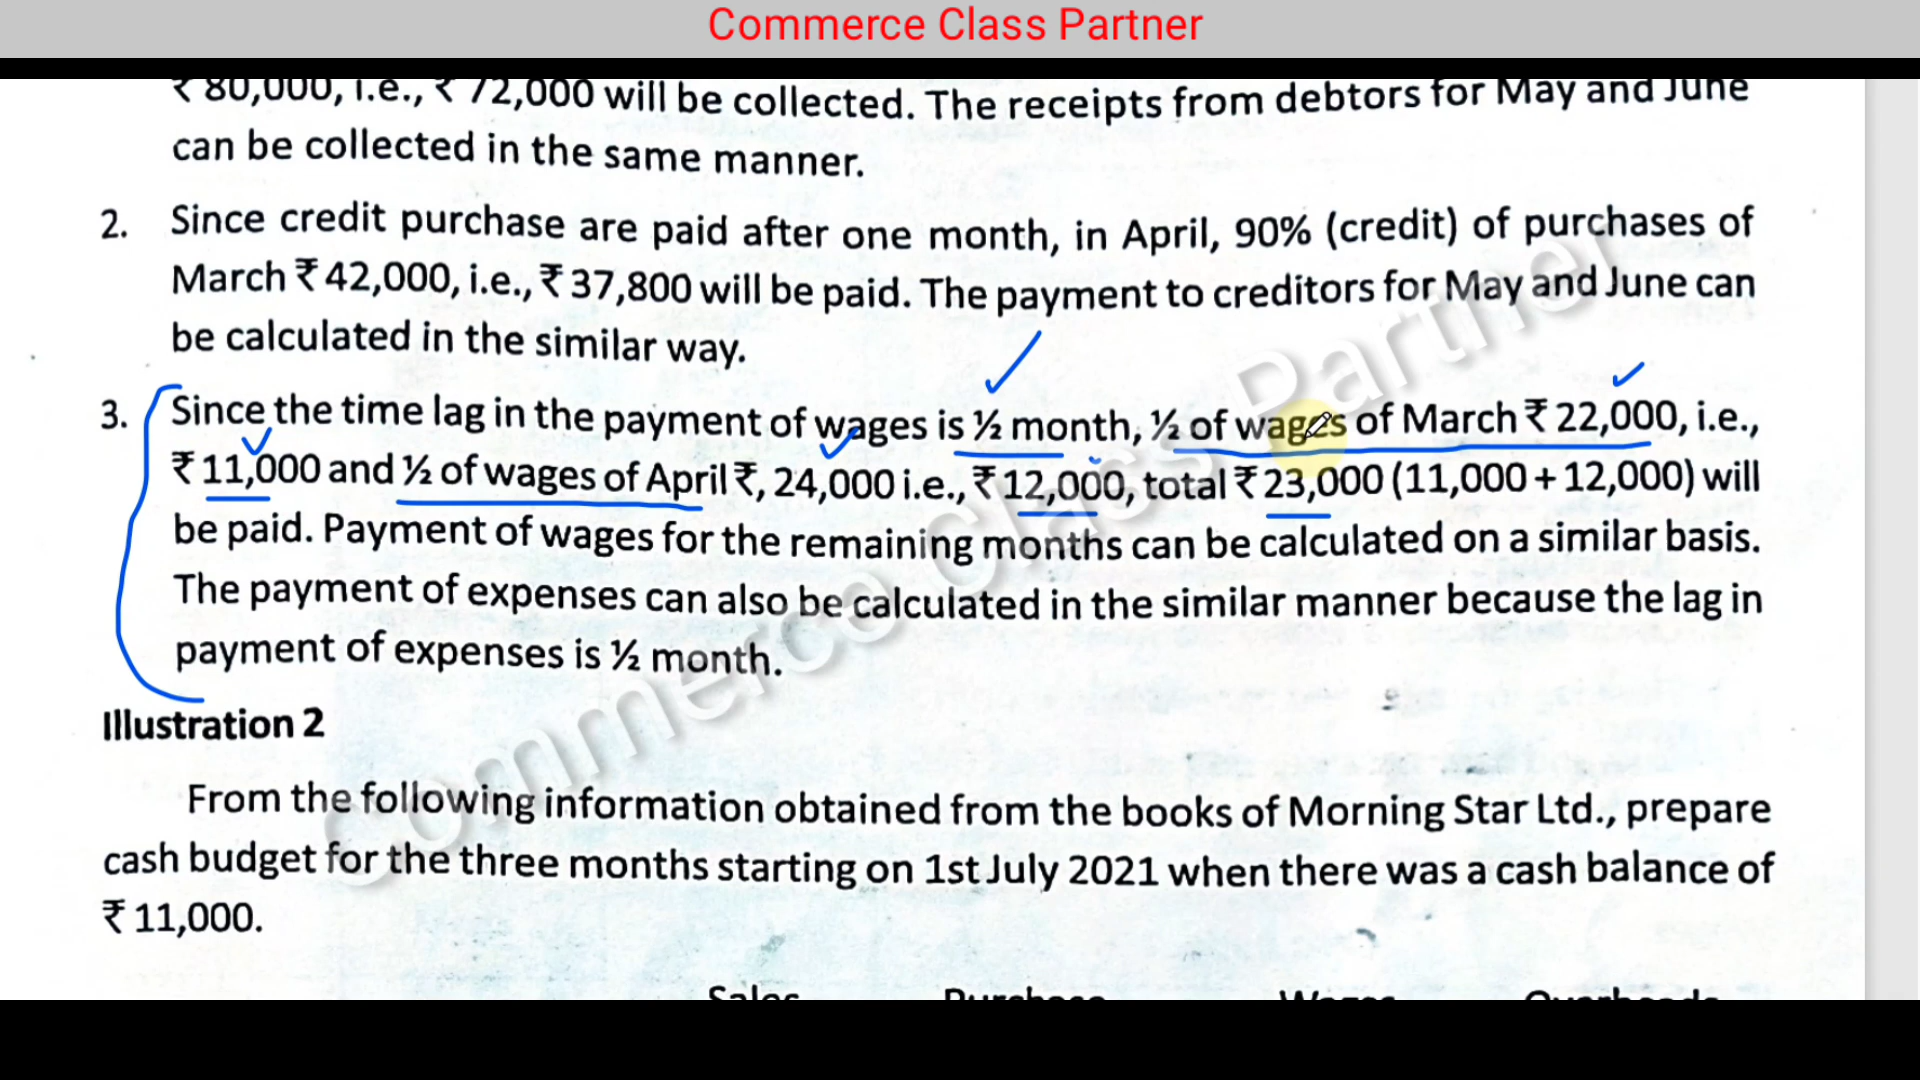 Commerce Class Partner
₹ 80,000, i.e., ₹ 72,000 will be collected. The receipts from debtors for May and June
can be collected in the same manner.
2. Since credit purchase are paid after one month, in April, 90% (credit) of purchases of
March ₹ 42,000, i.e., ₹ 37,800 will be paid. The payment to creditors for May and June can
be calculated in the similar way.
3. Since the time lag in the payment of wages is ½ month, ½ of wages of March ₹ 22,000, i.e.,
₹ 11,000 and ½ of wages of April ₹, 24,000 i.e., ₹ 12,000, total ₹ 23,000 (11,000 + 12,000) will
be paid. Payment of wages for the remaining months can be calculated on a similar basis.
The payment of expenses can also be calculated in the similar manner because the lag in
payment of expenses is ½ month.
Commerce Class Partner
Illustration 2
From the following information obtained from the books of Morning Star Ltd., prepare
cash budget for the three months starting on 1st July 2021 when there was a cash balance of
₹ 11,000.
Sales Purchase Wages Overheads